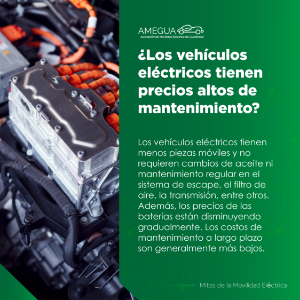 AMEGUA
¿Los vehículos
eléctricos tienen
precios altos de
mantenimiento?
Los vehículos eléctricos tienen
menos piezas móviles y no
requieren cambios de aceite ni
mantenimiento regular en el
sistema de escape, el filtro de
aire, la transmisión, entre otros.
Además, los precios de las
baterías están disminuyendo
gradualmente. Los costos de
mantenimiento a largo plazo
son generalmente más bajos.
Mitos de la Movilidad Eléctrica